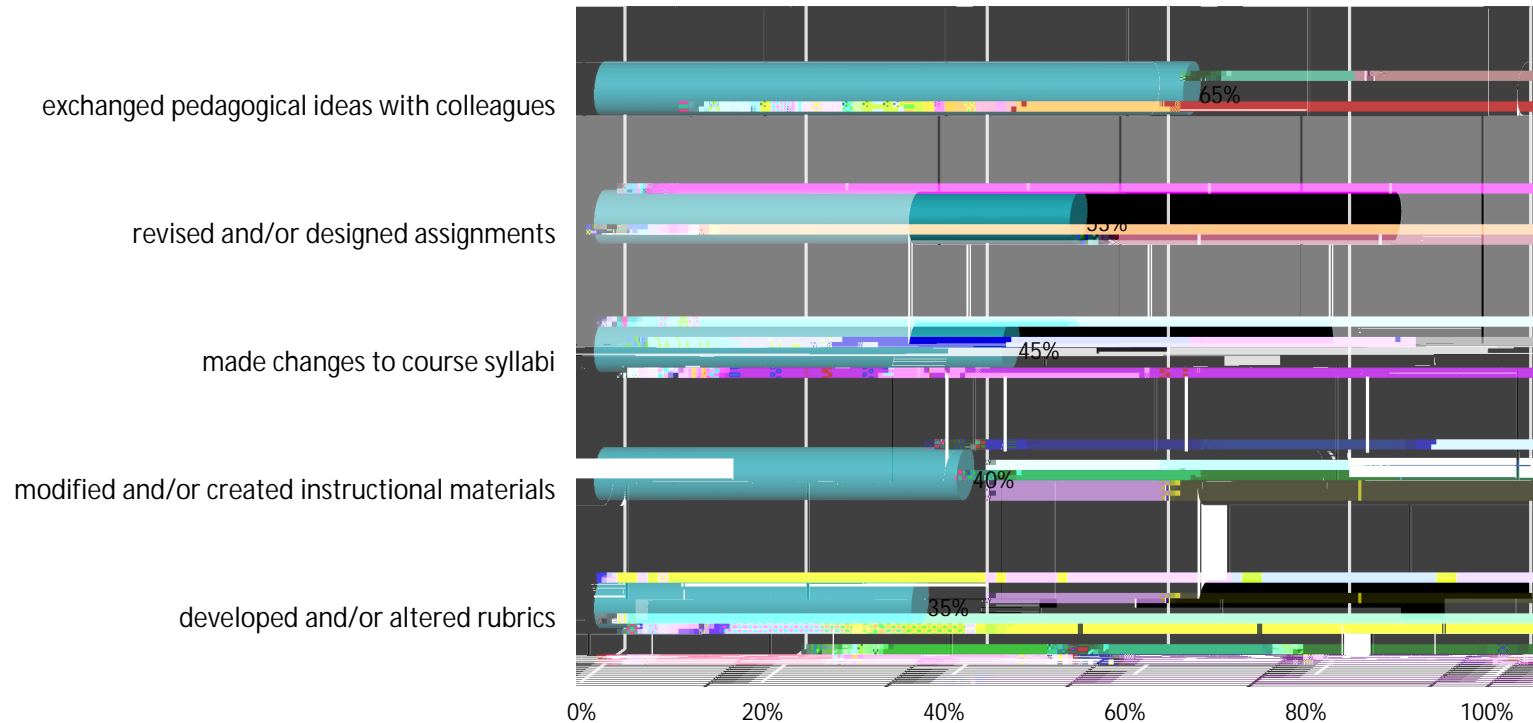 exchanged pedagogical ideas with colleagues
65%
revised and/or designed assignments
55%
made changes to course syllabi
45%
modified and/or created instructional materials
40%
developed and/or altered rubrics
35%
0% 20% 40% 60% 80% 100%